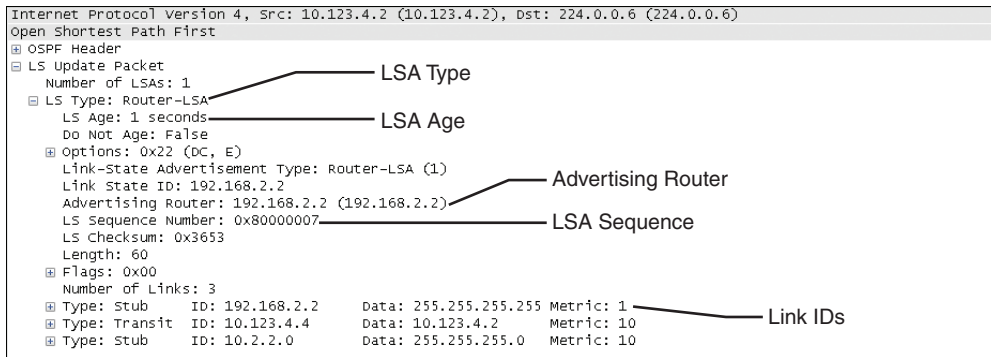 Internet Protocol Version 4, Src: 10.123.4.2 (10.123.4.2), Dst: 224.0.0.6 (224.0.0.6)
Open Shortest Path First
OSPF Header
LS Update Packet
Number of LSAs: 1
LS Type: Router-LSA
LSA Type
LS Age: 1 seconds
LSA Age
Do Not Age: False
Options: 0x22 (DC, E)
Link-State Advertisement Type: Router-LSA (1)
Link State ID: 192.168.2.2
Advertising Router: 192.168.2.2 (192.168.2.2)
Advertising Router
LS Sequence Number: 0x80000007
LSA Sequence
LS Checksum: 0x3653
Length: 60
Flags: 0x00
Number of Links: 3
Type: Stub ID: 192.168.2.2 Data: 255.255.255.255 Metric: 1
Link IDs
Type: Transit ID: 10.123.4.4 Data: 10.123.4.2 Metric: 10
Type: Stub ID: 10.2.2.0 Data: 255.255.255.0 Metric: 10